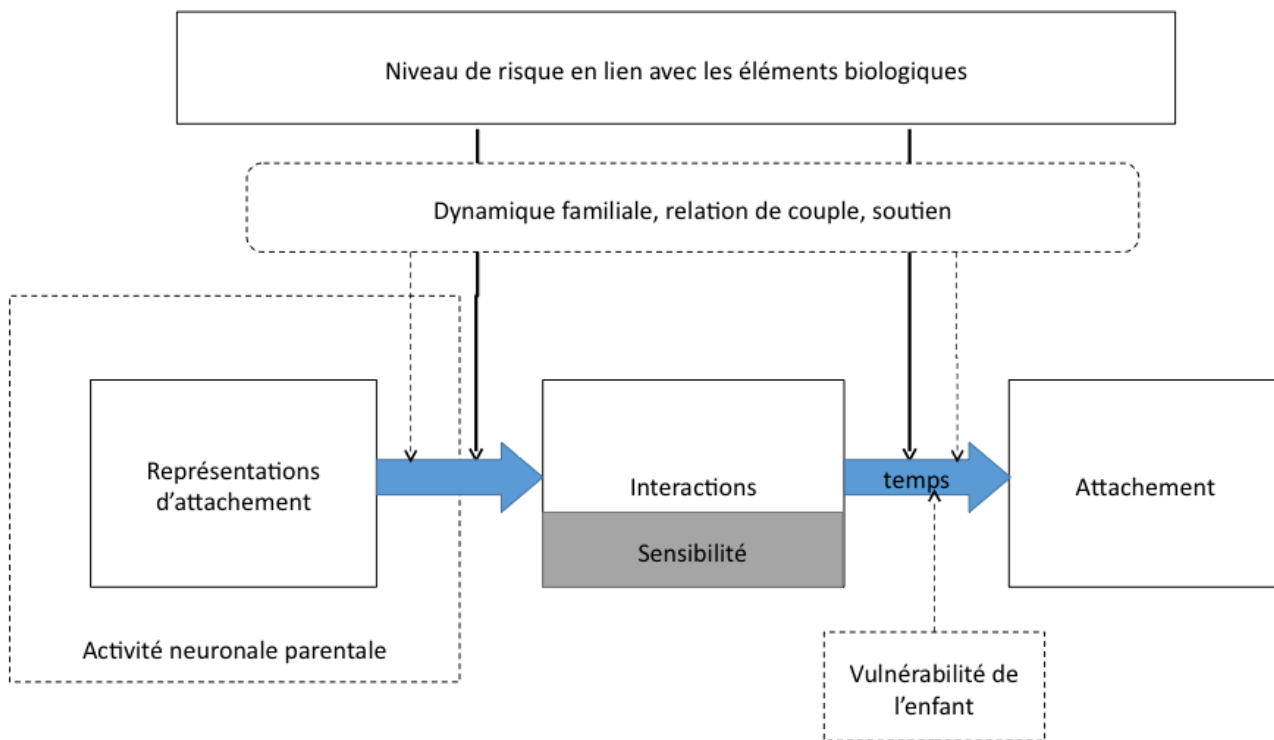 Niveau de risque en lien avec les éléments biologiques
Dynamique familiale, relation de couple, soutien
Représentations
d’attachement
Interactions
temps
Attachement
Sensibilité
Activité neuronale parentale
Vulnérabilité de
l’enfant